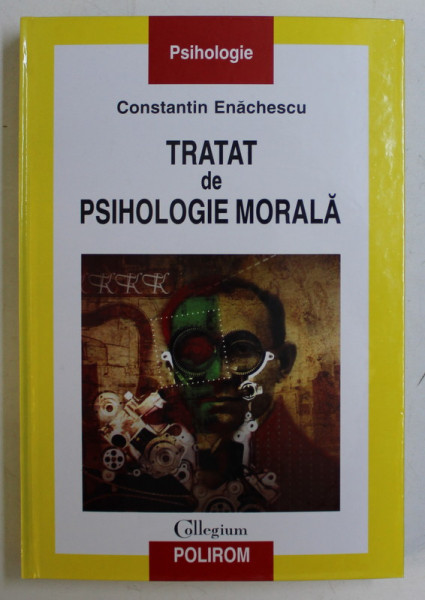 Psihologie
Constantin Enăchescu
TRATAT
de
PSIHOLOGIE MORALĂ
Collegium
POLIROM